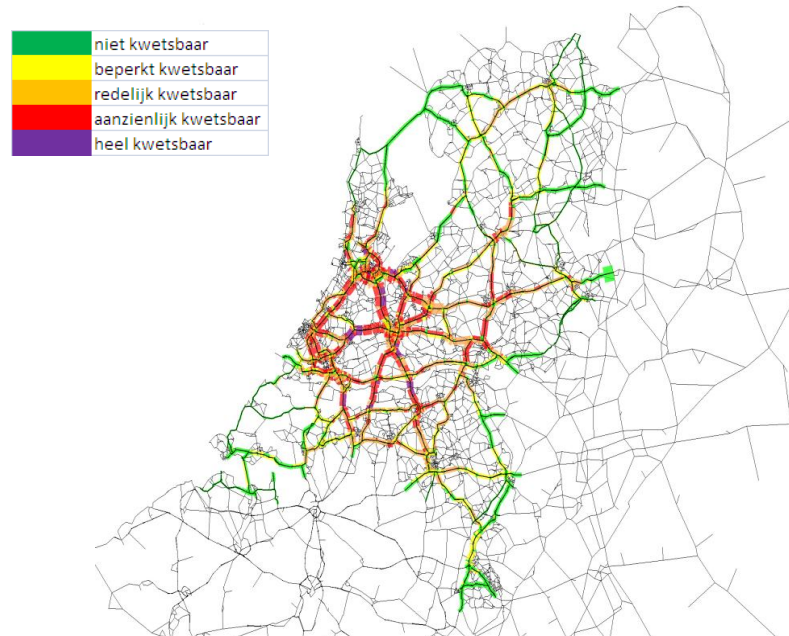 niet kwetsbaar
beperkt kwetsbaar
redelijk kwetsbaar
aanzienlijk kwetsbaar
heel kwetsbaar